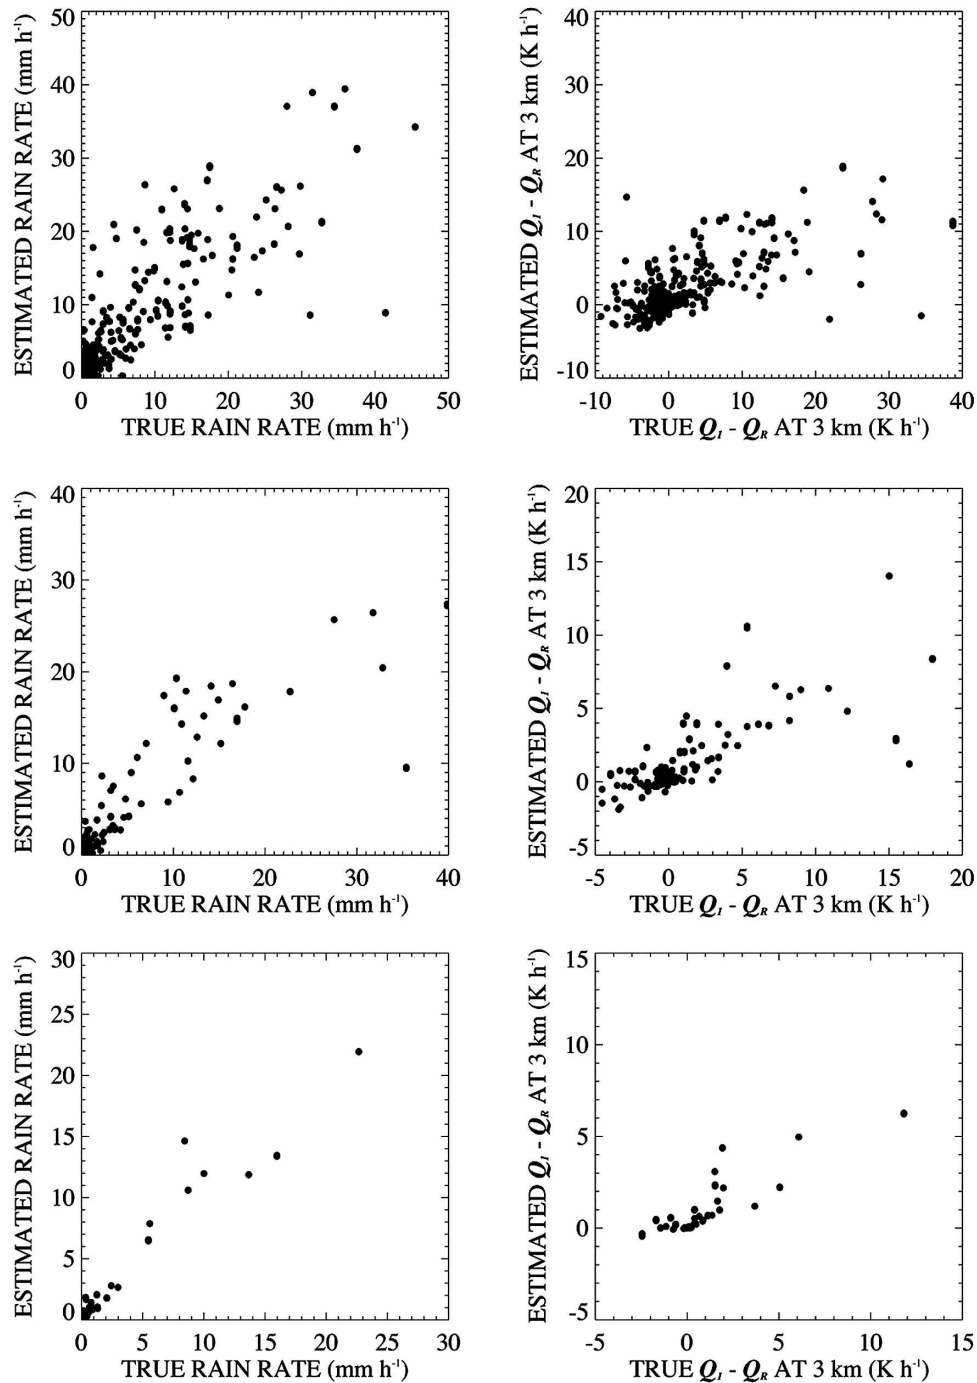 ESTIMATED RAIN RATE (mm h⁻¹)
50
40
30
20
10
0
0 10 20 30 40 50
TRUE RAIN RATE (mm h⁻¹)
ESTIMATED Q_I - Q_R AT 3 km (K h⁻¹)
40
30
20
10
0
-10
-10 0 10 20 30 40
TRUE Q_I - Q_R AT 3 km (K h⁻¹)
ESTIMATED RAIN RATE (mm h⁻¹)
40
30
20
10
0
0 10 20 30 40
TRUE RAIN RATE (mm h⁻¹)
ESTIMATED Q_I - Q_R AT 3 km (K h⁻¹)
20
15
10
5
0
-5
-5 0 5 10 15 20
TRUE Q_I - Q_R AT 3 km (K h⁻¹)
ESTIMATED RAIN RATE (mm h⁻¹)
30
25
20
15
10
5
0
0 5 10 15 20 25 30
TRUE RAIN RATE (mm h⁻¹)
ESTIMATED Q_I - Q_R AT 3 km (K h⁻¹)
15
10
5
0
-5
-5 0 5 10 15
TRUE Q_I - Q_R AT 3 km (K h⁻¹)